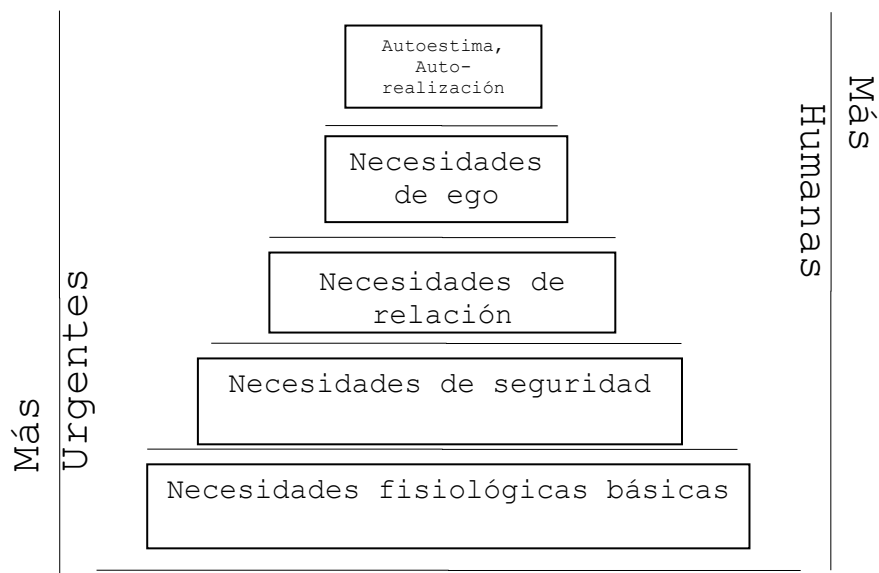 Autoestima,
Auto-
realización
Necesidades
de ego
Necesidades de
relación
Necesidades de seguridad
Necesidades fisiológicas básicas
Más
Urgentes
Más
Humanas